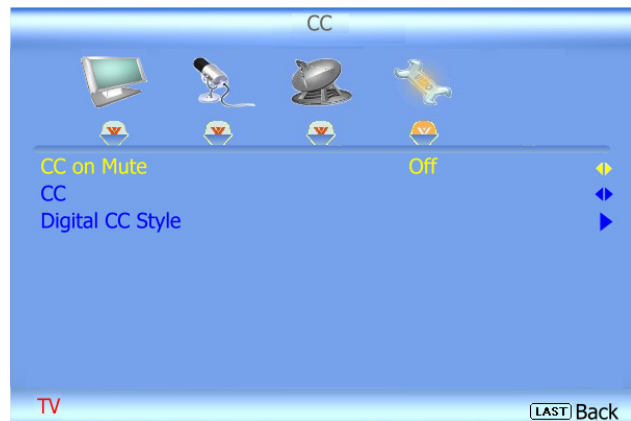 CC
CC on Mute Off
CC
Digital CC Style
TV
LAST Back